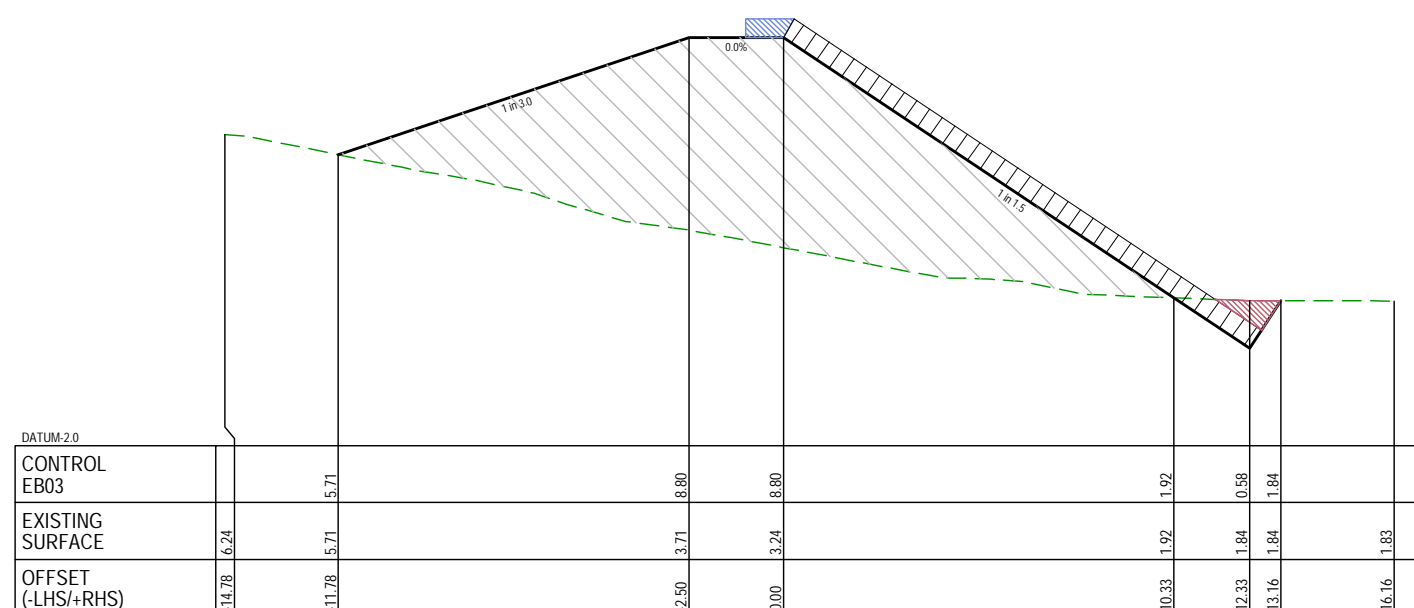 0.0%
1 in 3.0
1 in 1.5
DATUM-2.0
CONTROL
EB03
5.71 8.80 8.80 1.92 0.58 1.84
EXISTING
SURFACE
6.24 5.71 3.71 3.24 1.92 1.84 1.84 1.83
OFFSET
(-LHS/+RHS)
14.78 11.78 2.50 0.00 10.33 12.33 13.16 16.16